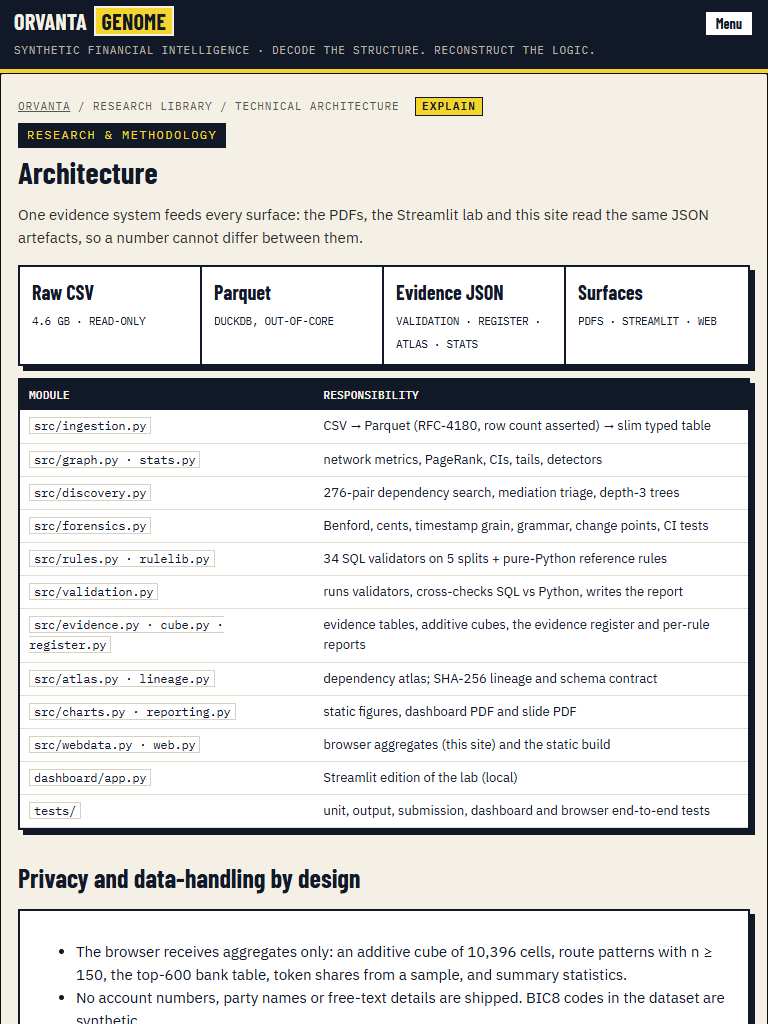 ORVANTA GENOME
Menu
SYNTHETIC FINANCIAL INTELLIGENCE · DECODE THE STRUCTURE. RECONSTRUCT THE LOGIC.
ORVANTA / RESEARCH LIBRARY / TECHNICAL ARCHITECTURE EXPLAIN
RESEARCH & METHODOLOGY
Architecture
One evidence system feeds every surface: the PDFs, the Streamlit lab and this site read the same JSON
artefacts, so a number cannot differ between them.
Raw CSV
4.6 GB · READ-ONLY
Parquet
DUCKDB, OUT-OF-CORE
Evidence JSON
VALIDATION · REGISTER ·
ATLAS · STATS
Surfaces
PDFS · STREAMLIT · WEB
MODULE RESPONSIBILITY
src/ingestion.py CSV → Parquet (RFC-4180, row count asserted) → slim typed table
src/graph.py · stats.py network metrics, PageRank, CIs, tails, detectors
src/discovery.py 276-pair dependency search, mediation triage, depth-3 trees
src/forensics.py Benford, cents, timestamp grain, grammar, change points, CI tests
src/rules.py · rulelib.py 34 SQL validators on 5 splits + pure-Python reference rules
src/validation.py runs validators, cross-checks SQL vs Python, writes the report
src/evidence.py · cube.py · evidence tables, additive cubes, the evidence register and per-rule
register.py reports
src/atlas.py · lineage.py dependency atlas; SHA-256 lineage and schema contract
src/charts.py · reporting.py static figures, dashboard PDF and slide PDF
src/webdata.py · web.py browser aggregates (this site) and the static build
dashboard/app.py Streamlit edition of the lab (local)
tests/ unit, output, submission, dashboard and browser end-to-end tests
Privacy and data-handling by design
• The browser receives aggregates only: an additive cube of 10,396 cells, route patterns with n ≥
150, the top-600 bank table, token shares from a sample, and summary statistics.
• No account numbers, party names or free-text details are shipped. BIC8 codes in the dataset are
synthetic